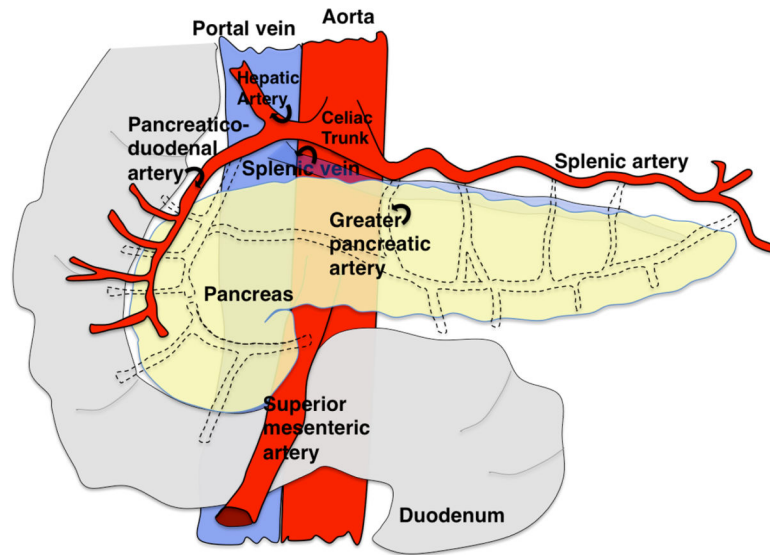 Aorta
Portal vein
Hepatic
Artery
Pancreatico-
duodenal
artery
Celiac
Trunk
Splenic vein
Splenic artery
Greater
pancreatic
artery
Pancreas
Superior
mesenteric
artery
Duodenum